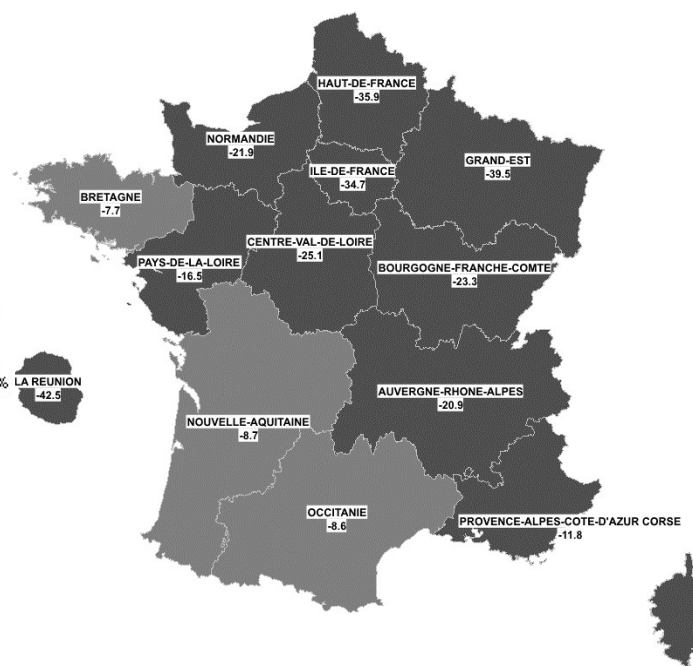 HAUT-DE-FRANCE
-35.9
NORMANDIE
-21.9
ILE-DE-FRANCE
-34.7
GRAND-EST
-39.5
BRETAGNE
-7.7
CENTRE-VAL-DE-LOIRE
-25.1
PAYS-DE-LA-LOIRE
-16.5
BOURGOGNE-FRANCHE-COMTE
-23.3
% LA REUNION
-42.5
AUVERGNE-RHONE-ALPES
-20.9
NOUVELLE-AQUITAINE
-8.7
OCCITANIE
-8.6
PROVENCE-ALPES-COTE-D'AZUR CORSE
-11.8